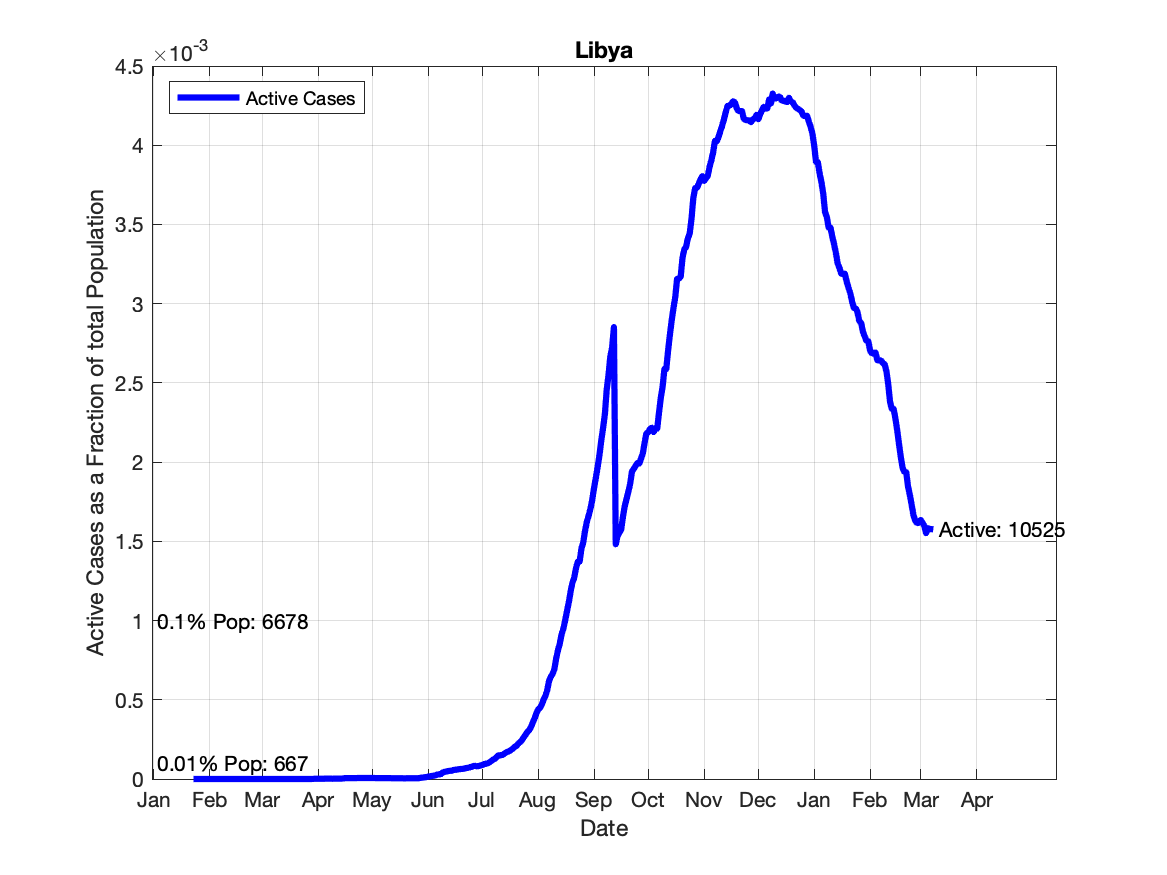 Libya
×10-3
Active Cases
4.5
4
3.5
3
2.5
2
1.5
1
0.5
0
Active Cases as a Fraction of total Population
Active: 10525
0.1% Pop: 6678
0.01% Pop: 667
Jan Feb Mar Apr May Jun Jul Aug Sep Oct Nov Dec Jan Feb Mar Apr
Date